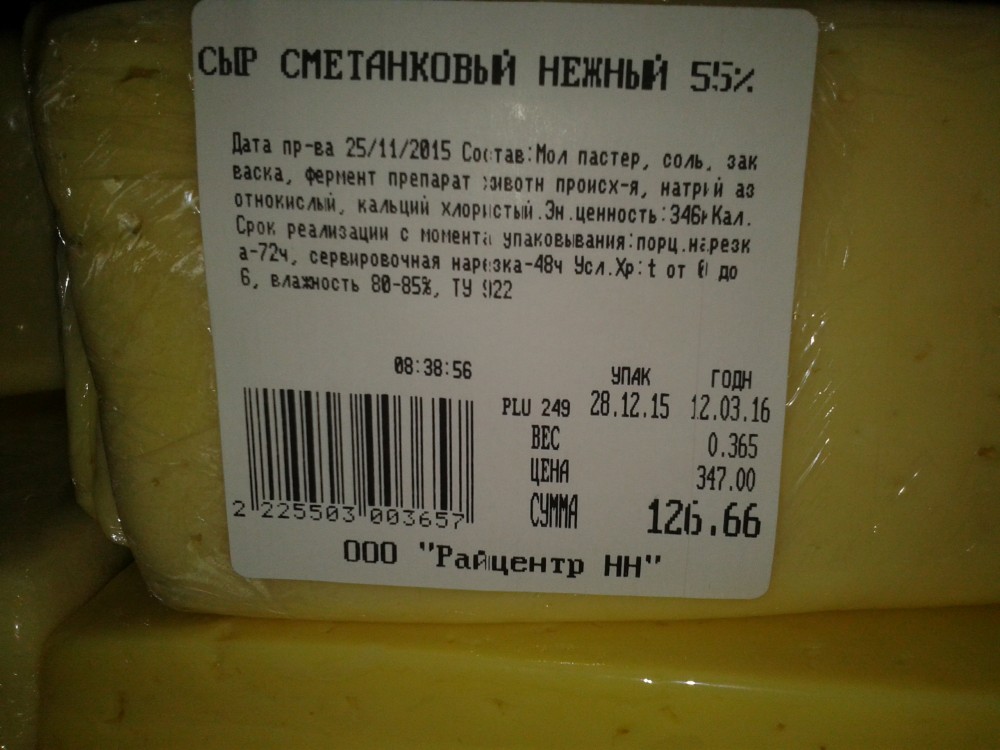 СЫР СМЕТАНКОВЫЙ НЕЖНЫЙ 55%
Дата пр-ва 25/11/2015 Состав:Мол пастер, соль, зак
васка, фермент препарат животн происх-я, натрий аз
отнокислый, кальций хлористый.Эн.ценность:346кКал.
Срок реализации с момента упаковывания:порц.нарезк
а-72ч, сервировочная нарезка-48ч Усл.Хр:t от 0 до
6, влажность 80-85%, ТУ 922
08:38:56
УПАК ГОДН
PLU 249 28.12.15 12.03.16
ВЕС 0.365
ЦЕНА 347.00
СУММА 126.66
2 225503 003657
ООО "Райцентр НН"